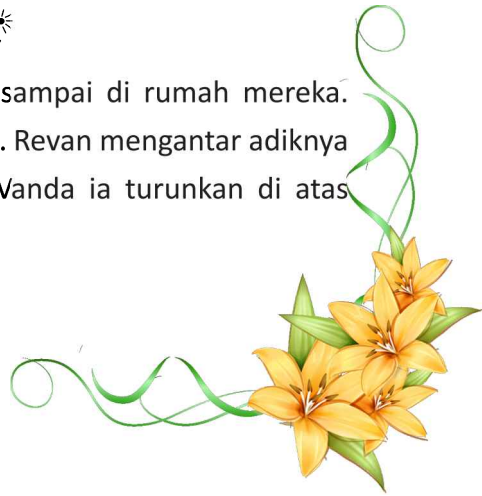 sampai di rumah mereka.
. Revan mengantar adiknya
Vanda ia turunkan di atas